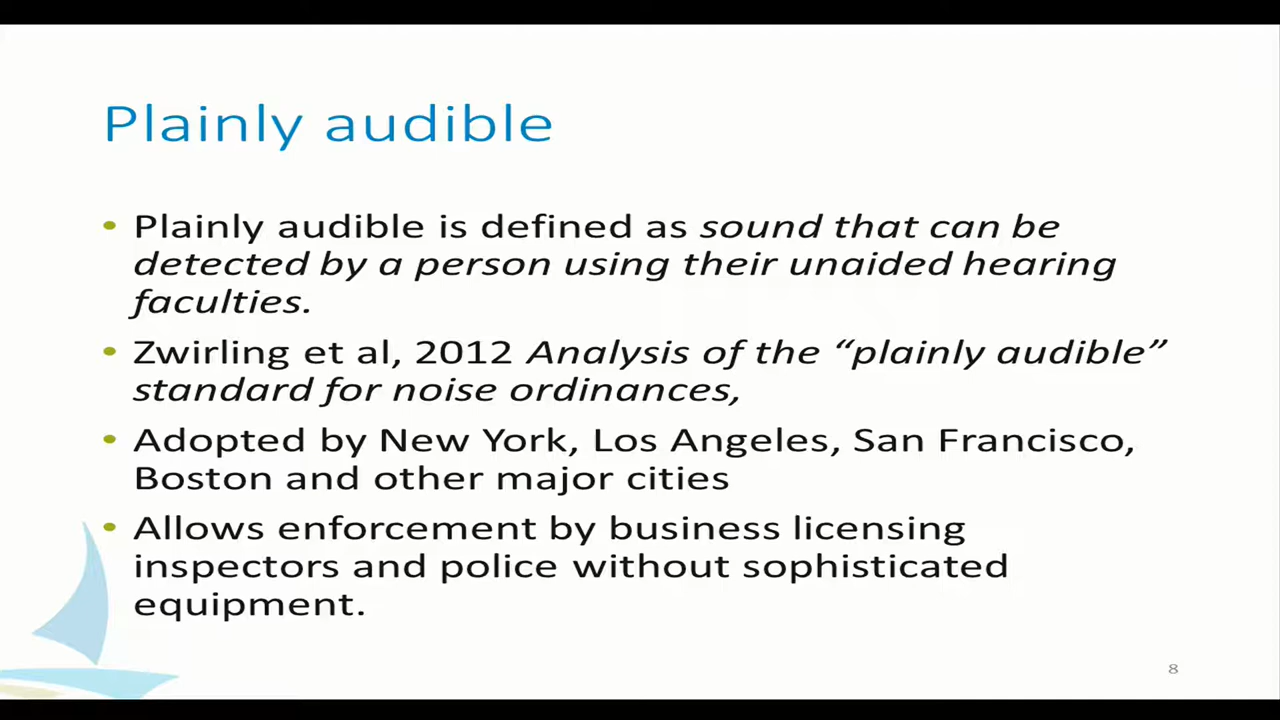 Plainly audible
• Plainly audible is defined as sound that can be
detected by a person using their unaided hearing
faculties.
• Zwirling et al, 2012 Analysis of the “plainly audible”
standard for noise ordinances,
• Adopted by New York, Los Angeles, San Francisco,
Boston and other major cities
• Allows enforcement by business licensing
inspectors and police without sophisticated
equipment.
8